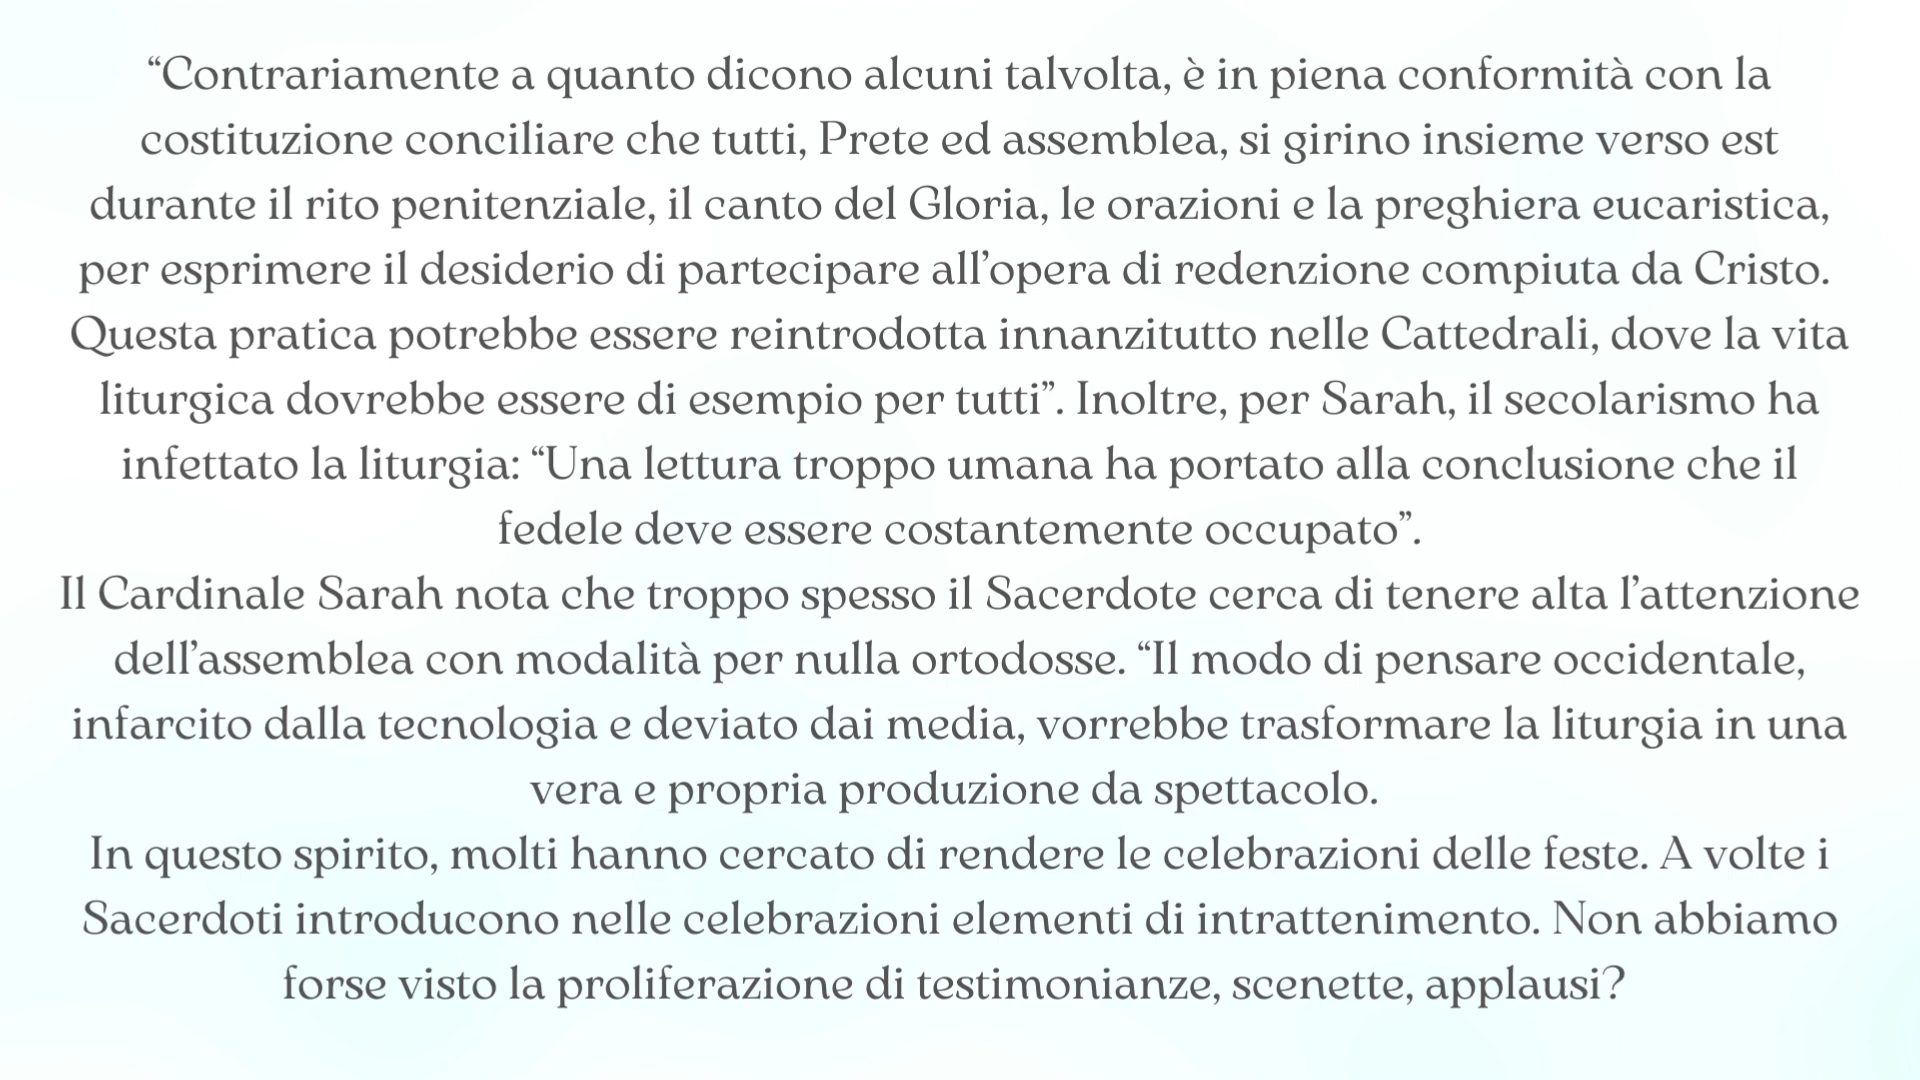 “Contrariamente a quanto dicono alcuni talvolta, è in piena conformità con la
costituzione conciliare che tutti, Prete ed assemblea, si girino insieme verso est
durante il rito penitenziale, il canto del Gloria, le orazioni e la preghiera eucaristica,
per esprimere il desiderio di partecipare all’opera di redenzione compiuta da Cristo.
Questa pratica potrebbe essere reintrodotta innanzitutto nelle Cattedrali, dove la vita
liturgica dovrebbe essere di esempio per tutti”. Inoltre, per Sarah, il secolarismo ha
infettato la liturgia: “Una lettura troppo umana ha portato alla conclusione che il
fedele deve essere costantemente occupato”.
Il Cardinale Sarah nota che troppo spesso il Sacerdote cerca di tenere alta l’attenzione
dell’assemblea con modalità per nulla ortodosse. “Il modo di pensare occidentale,
infarcito dalla tecnologia e deviato dai media, vorrebbe trasformare la liturgia in una
vera e propria produzione da spettacolo.
In questo spirito, molti hanno cercato di rendere le celebrazioni delle feste. A volte i
Sacerdoti introducono nelle celebrazioni elementi di intrattenimento. Non abbiamo
forse visto la proliferazione di testimonianze, scenette, applausi?